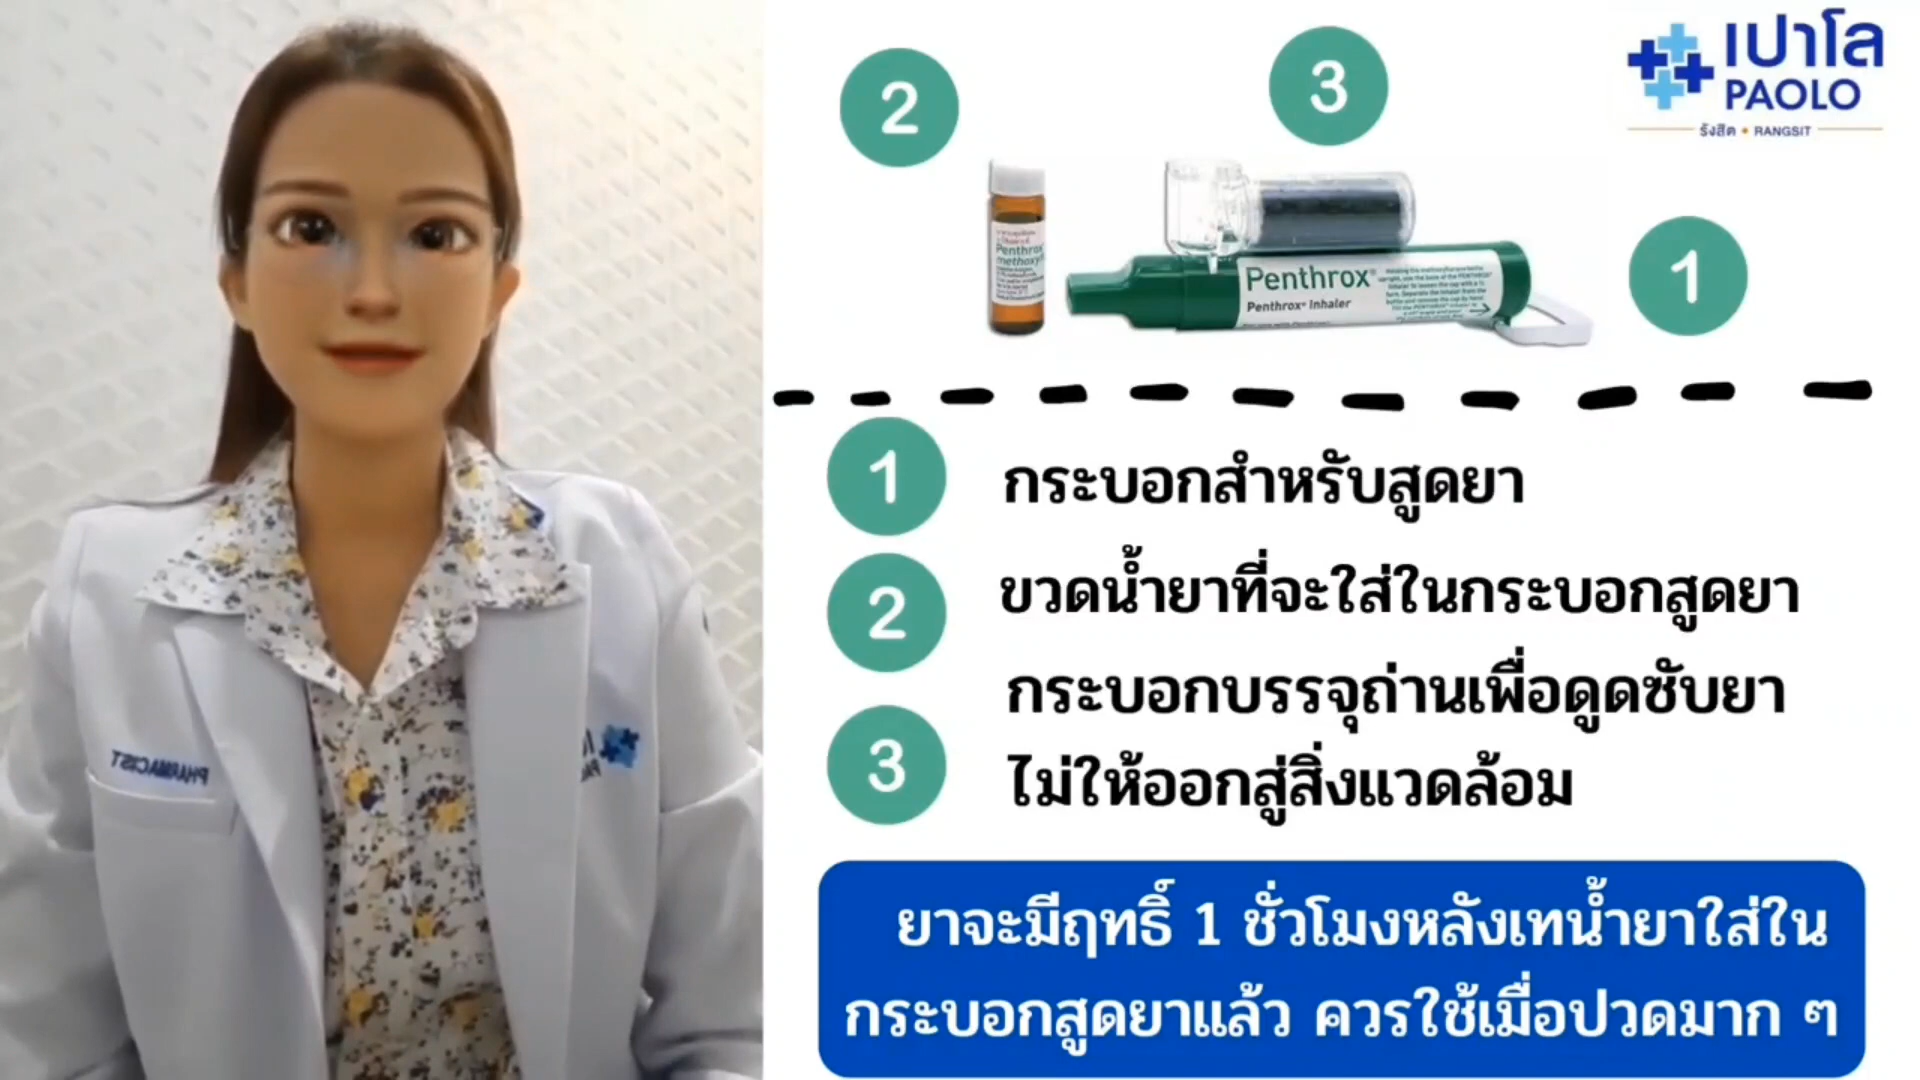 2
3
เปาโล
PAOLO
รังสิต • RANGSIT
1
Penthrox
methoxyfl
Penthrox®
Penthrox® Inhaler
1 กระบอกสำหรับสูดยา
2 ขวดน้ำยาที่จะใส่ในกระบอกสูดยา
3 กระบอกบรรจุถ่านเพื่อดูดซับยา
ไม่ให้ออกสู่สิ่งแวดล้อม
ยาจะมีฤทธิ์ 1 ชั่วโมงหลังเทน้ำยาใส่ใน
กระบอกสูดยาแล้ว ควรใช้เมื่อปวดมาก ๆ
PHARMACIST